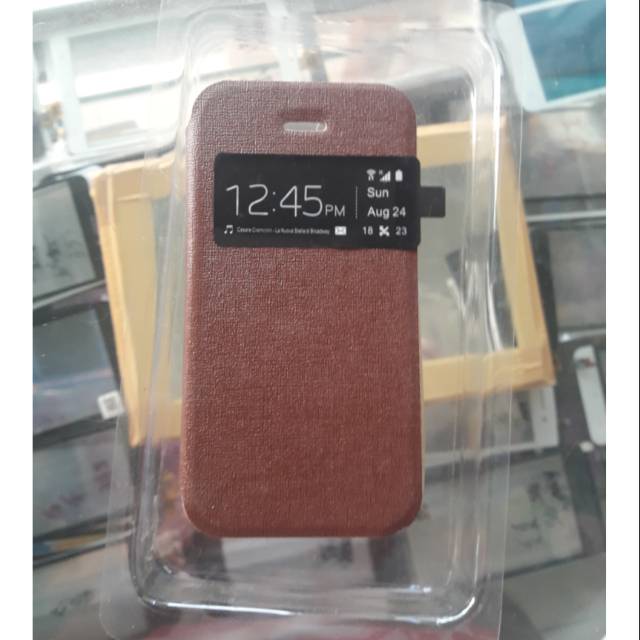 12:45PM
Sun
Aug 24
Cesare Cremonini - La Nuova Stella di Broadway
18 23